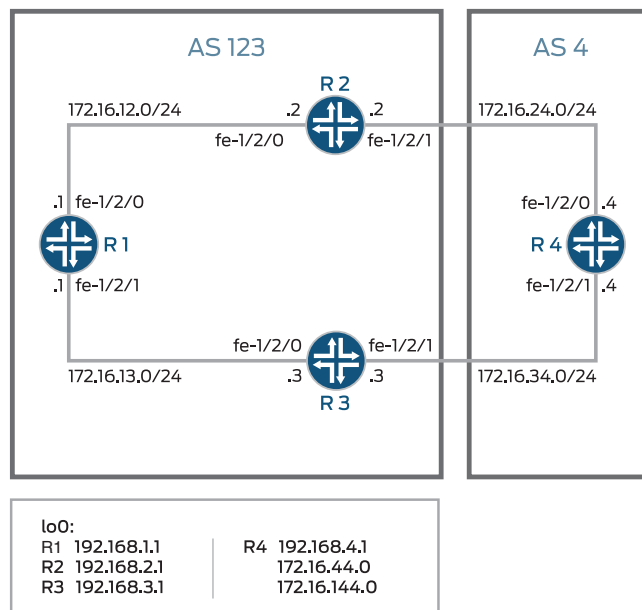 AS 123
AS 4
R 2
172.16.12.0/24
.2
.2
172.16.24.0/24
fe-1/2/0
fe-1/2/1
.1 fe-1/2/0
fe-1/2/0 .4
R 1
R 4
.1 fe-1/2/1
fe-1/2/1 .4
fe-1/2/0
fe-1/2/1
172.16.13.0/24
.3
.3
172.16.34.0/24
R 3
lo0:
R1 192.168.1.1
R2 192.168.2.1
R3 192.168.3.1
R4 192.168.4.1
172.16.44.0
172.16.144.0